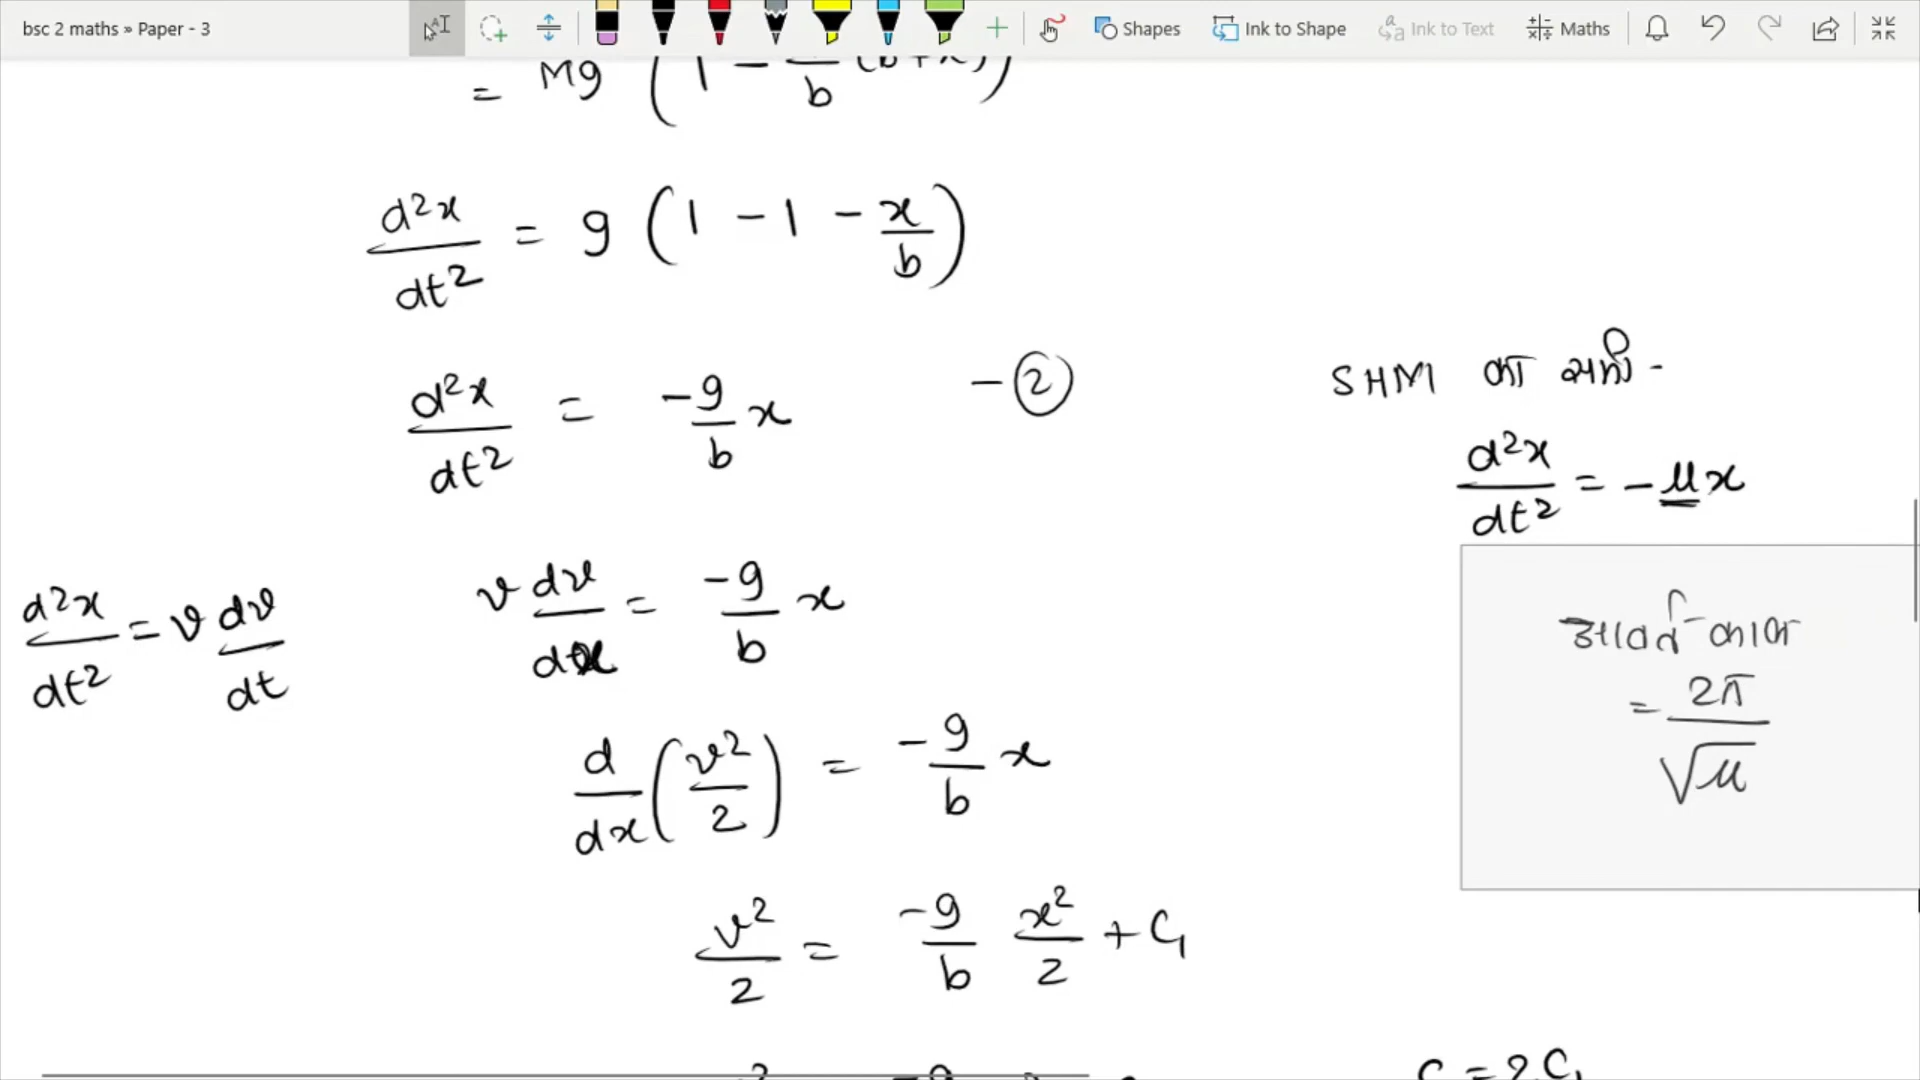 bsc 2 maths » Paper - 3
Shapes Ink to Shape Ink to Text Maths
= Mg (1 - /b (b+x))
d²x/dt² = g (1 - 1 - x/b)
d²x/dt² = -g/b x - ②
SHM का समी -
d²x/dt² = -μx
d²x/dt² = v dv/dt
v dv/dx = -g/b x
आवर्त काल
= 2π/√μ
d/dx (v²/2) = -g/b x
v²/2 = -g/b x²/2 + C₁
C = 2C₁